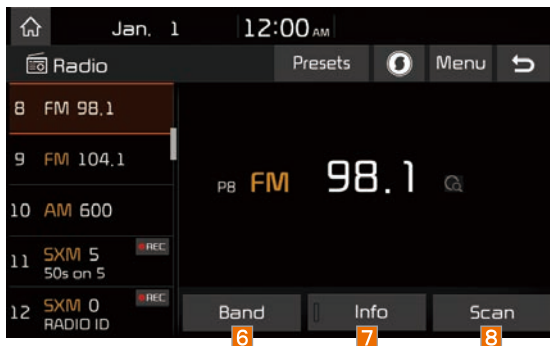 Jan. 1 12:00 AM
Radio Presets Menu
8 FM 98.1
9 FM 104.1
10 AM 600
11 SXM 5 REC
50s on 5
12 SXM 0 REC
RADIO ID
P8 FM 98.1
Band Info Scan
6 7 8